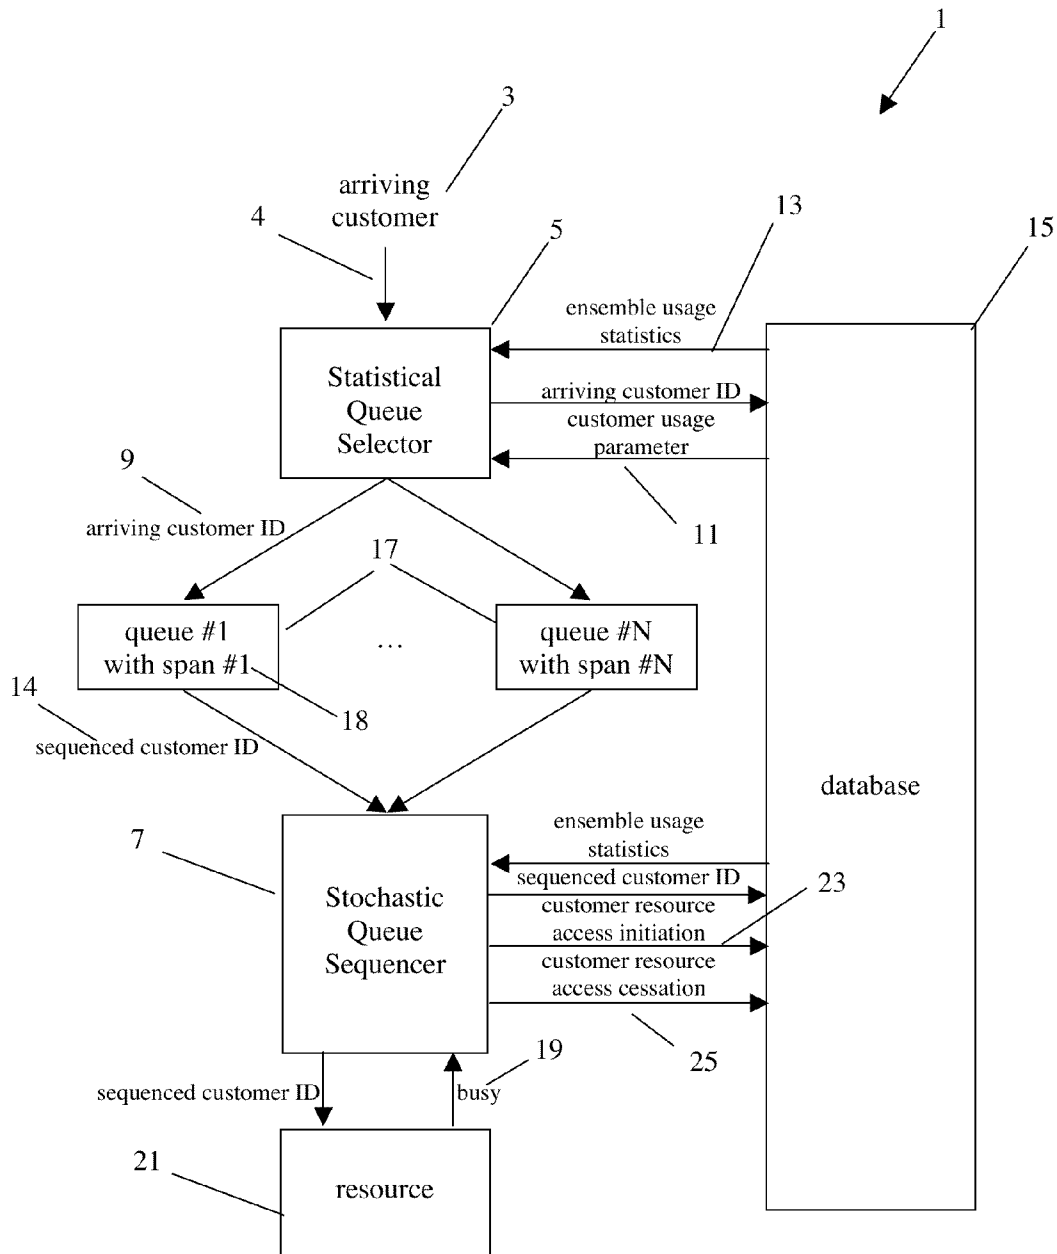 1
3
arriving
customer
4
5
13
15
ensemble usage
statistics
Statistical
Queue
Selector
arriving customer ID
customer usage
parameter
9
11
arriving customer ID
17
queue #1
with span #1
...
queue #N
with span #N
14
18
sequenced customer ID
database
7
ensemble usage
statistics
sequenced customer ID
23
customer resource
access initiation
customer resource
access cessation
Stochastic
Queue
Sequencer
25
19
sequenced customer ID
busy
21
resource